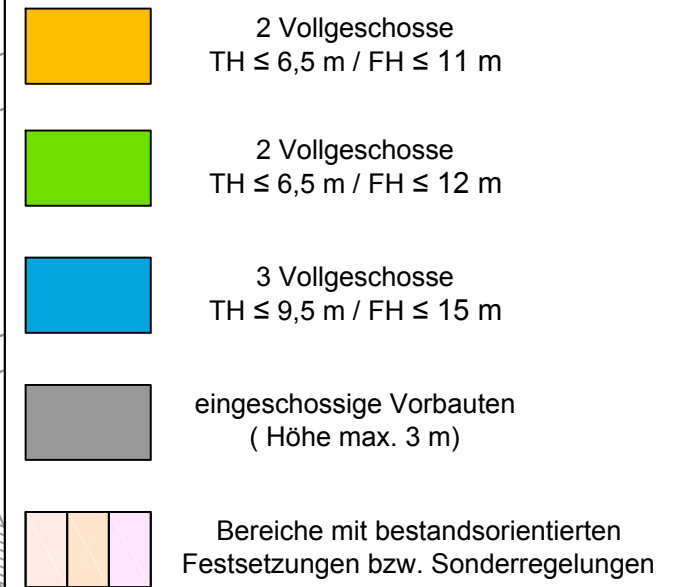 2 Vollgeschosse
TH ≤ 6,5 m / FH ≤ 11 m
2 Vollgeschosse
TH ≤ 6,5 m / FH ≤ 12 m
3 Vollgeschosse
TH ≤ 9,5 m / FH ≤ 15 m
eingeschossige Vorbauten
( Höhe max. 3 m)
Bereiche mit bestandsorientierten
Festsetzungen bzw. Sonderregelungen